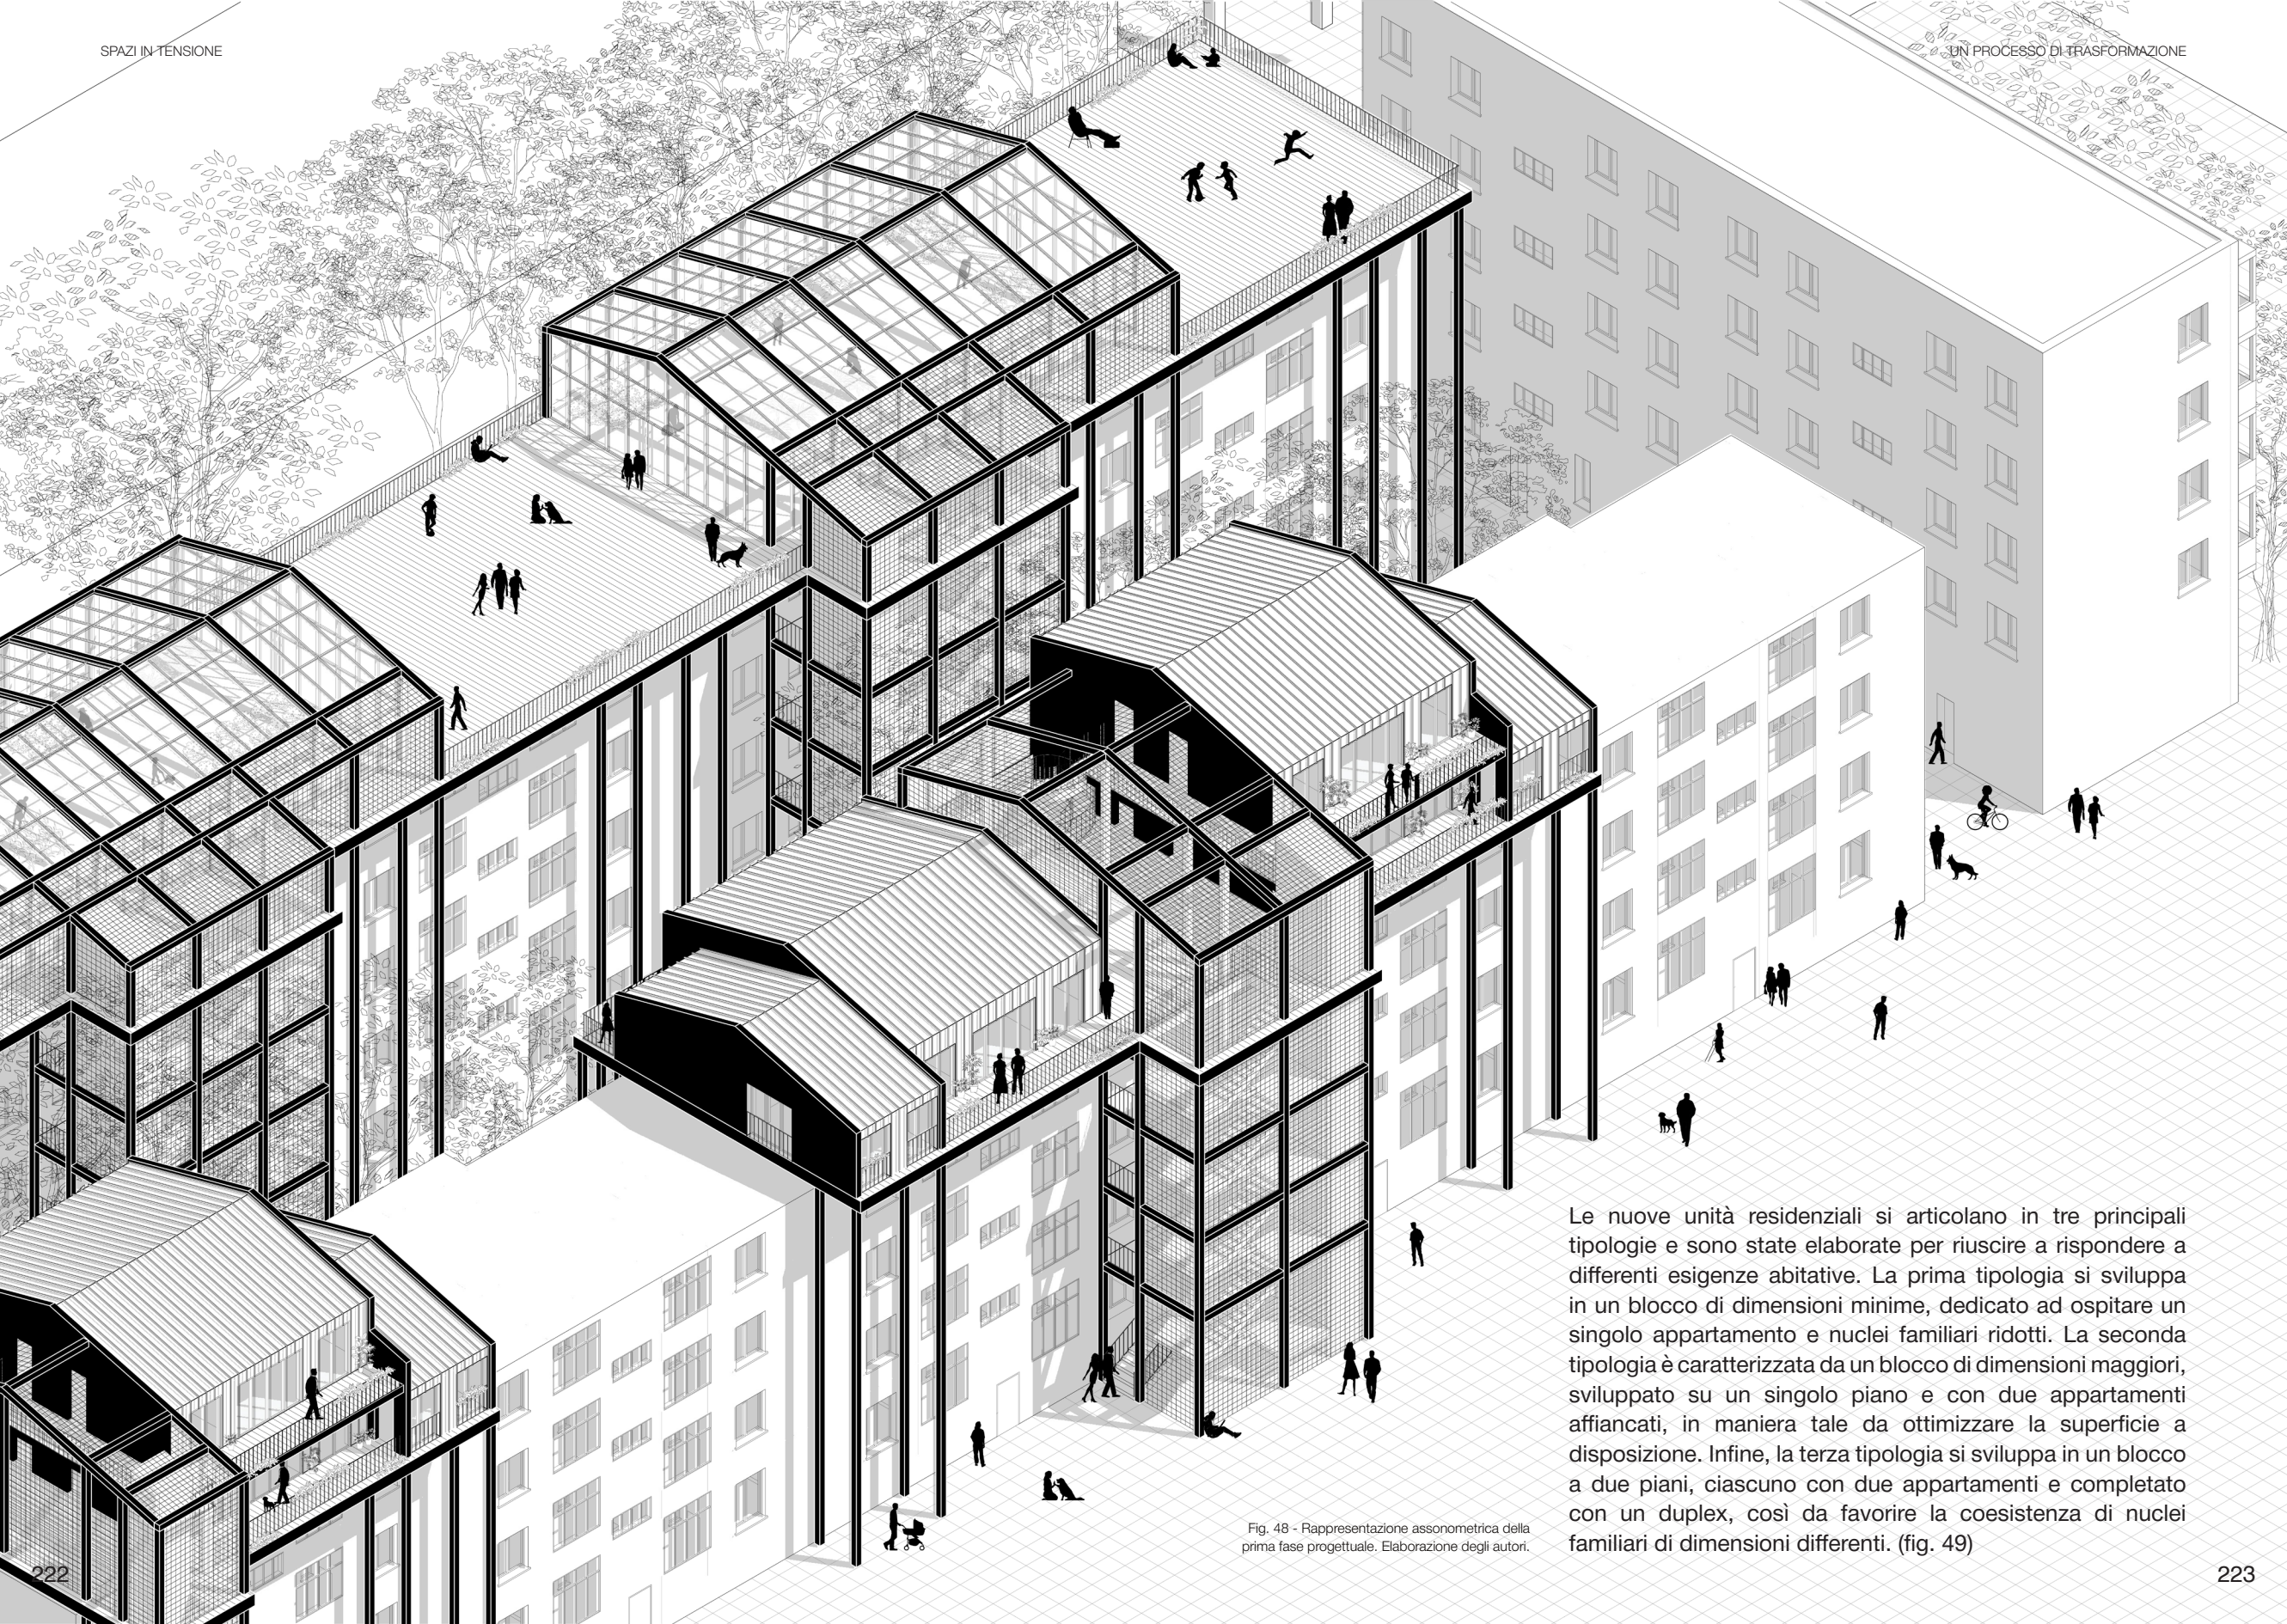 SPAZI IN TENSIONE
UN PROCESSO DI TRASFORMAZIONE
Le nuove unità residenziali si articolano in tre principali
tipologie e sono state elaborate per riuscire a rispondere a
differenti esigenze abitative. La prima tipologia si sviluppa
in un blocco di dimensioni minime, dedicato ad ospitare un
singolo appartamento e nuclei familiari ridotti. La seconda
tipologia è caratterizzata da un blocco di dimensioni maggiori,
sviluppato su un singolo piano e con due appartamenti
affiancati, in maniera tale da ottimizzare la superficie a
disposizione. Infine, la terza tipologia si sviluppa in un blocco
a due piani, ciascuno con due appartamenti e completato
con un duplex, così da favorire la coesistenza di nuclei
familiari di dimensioni differenti. (fig. 49)
Fig. 48 - Rappresentazione assonometrica della
prima fase progettuale. Elaborazione degli autori.
222
223